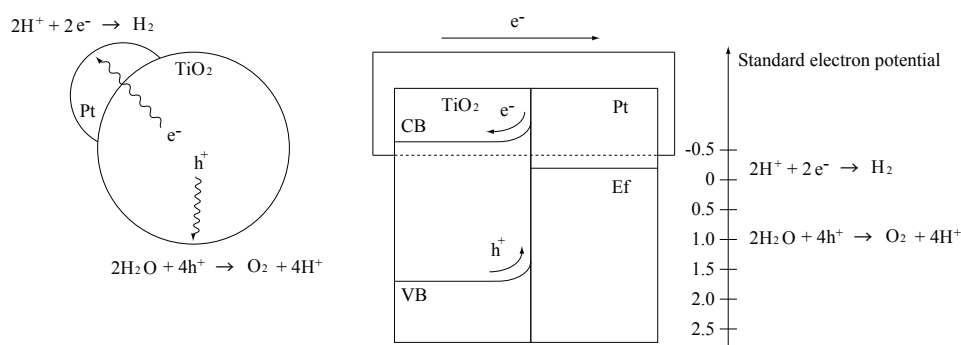 2H⁺ + 2e⁻ → H₂
TiO₂
Pt
e⁻
h⁺
2H₂O + 4h⁺ → O₂ + 4H⁺
e⁻
TiO₂
e⁻
CB
Pt
Ef
h⁺
VB
Standard electron potential
-0.5
2H⁺ + 2e⁻ → H₂
0
0.5
2H₂O + 4h⁺ → O₂ + 4H⁺
1.0
1.5
2.0
2.5